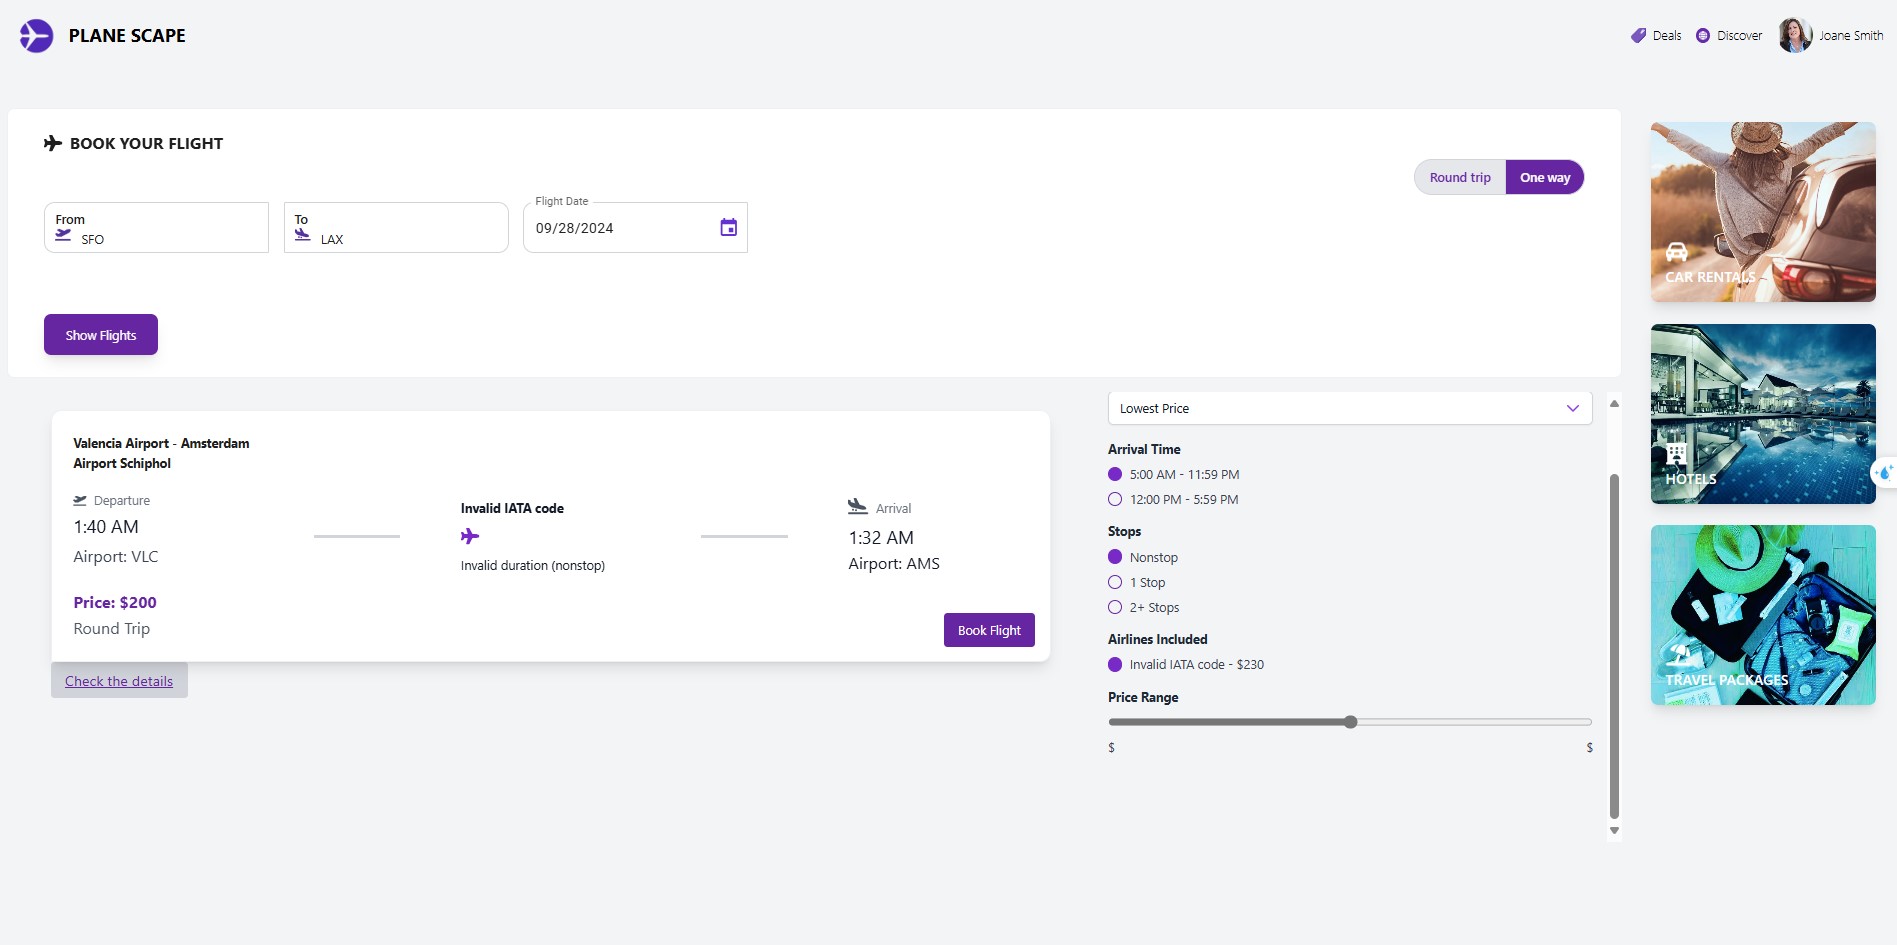 PLANE SCAPE
Deals
Discover
Joane Smith
BOOK YOUR FLIGHT
Round trip
One way
From
SFO
To
LAX
Flight Date
09/28/2024
Show Flights
Valencia Airport - Amsterdam
Airport Schiphol
Departure
1:40 AM
Airport: VLC
Invalid IATA code
Invalid duration (nonstop)
Arrival
1:32 AM
Airport: AMS
Price: $200
Round Trip
Book Flight
Check the details
Lowest Price
Arrival Time
5:00 AM - 11:59 PM
12:00 PM - 5:59 PM
Stops
Nonstop
1 Stop
2+ Stops
Airlines Included
Invalid IATA code - $230
Price Range
$
$
CAR RENTALS
HOTELS
TRAVEL PACKAGES